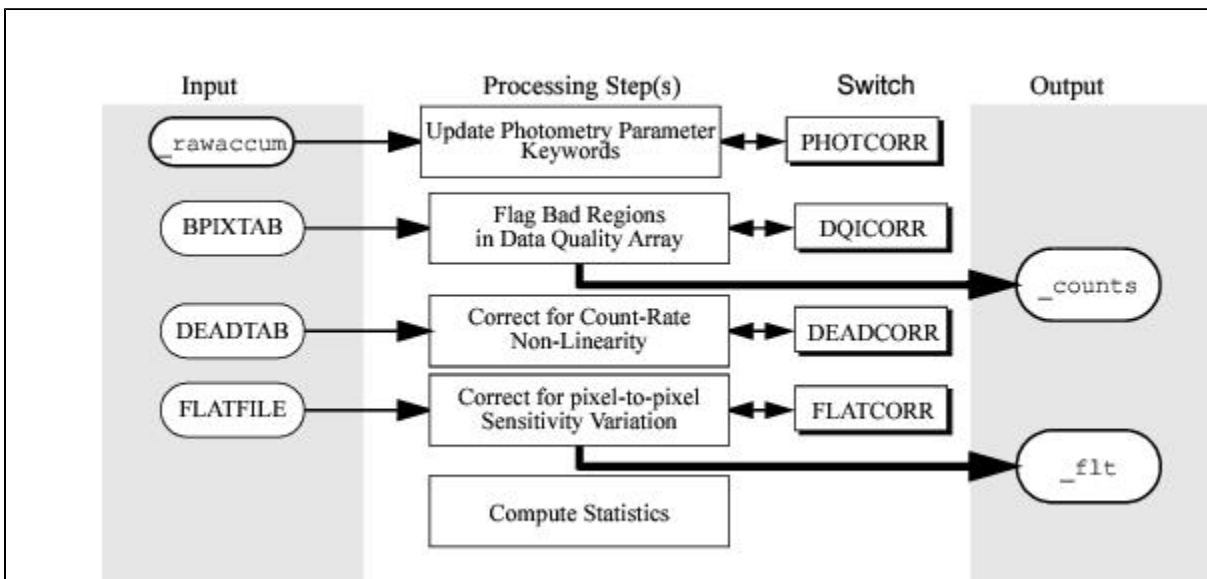 Input
Processing Step(s)
Switch
Output
_rawaccum
Update Photometry Parameter
Keywords
PHOTCORR
BPIXTAB
Flag Bad Regions
in Data Quality Array
DQICORR
_counts
DEADTAB
Correct for Count-Rate
Non-Linearity
DEADCORR
FLATFILE
Correct for pixel-to-pixel
Sensitivity Variation
FLATCORR
_flt
Compute Statistics